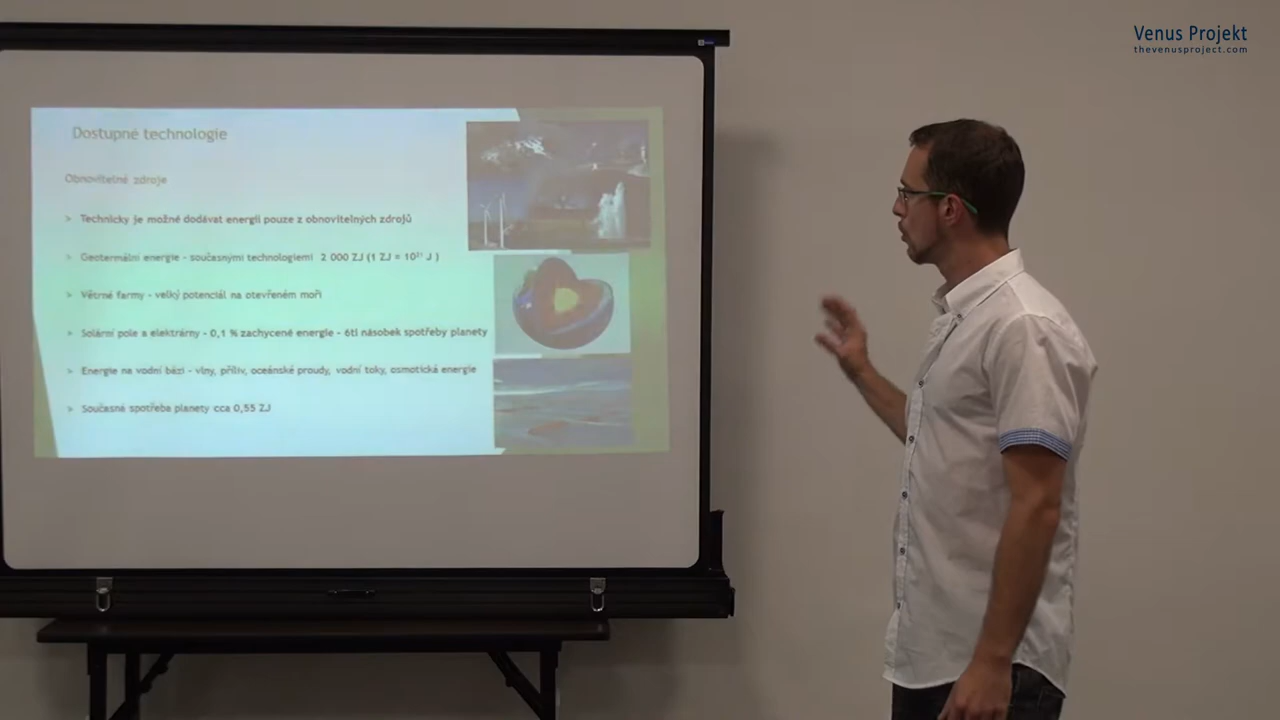 Venus Projekt
thevenusproject.com
Dostupné technologie
Obnovitelné zdroje
> Technicky je možné dodávat energii pouze z obnovitelných zdrojů
> Geotermální energie - současnými technologiemi 2 000 ZJ (1 ZJ = 10²¹ J )
> Větrné farmy - velký potenciál na otevřeném moři
> Solární pole a elektrárny - 0,1 % zachycené energie - 6ti násobek spotřeby planety
> Energie na vodní bázi - vlny, příliv, oceánské proudy, vodní toky, osmotická energie
> Současná spotřeba planety cca 0,55 ZJ